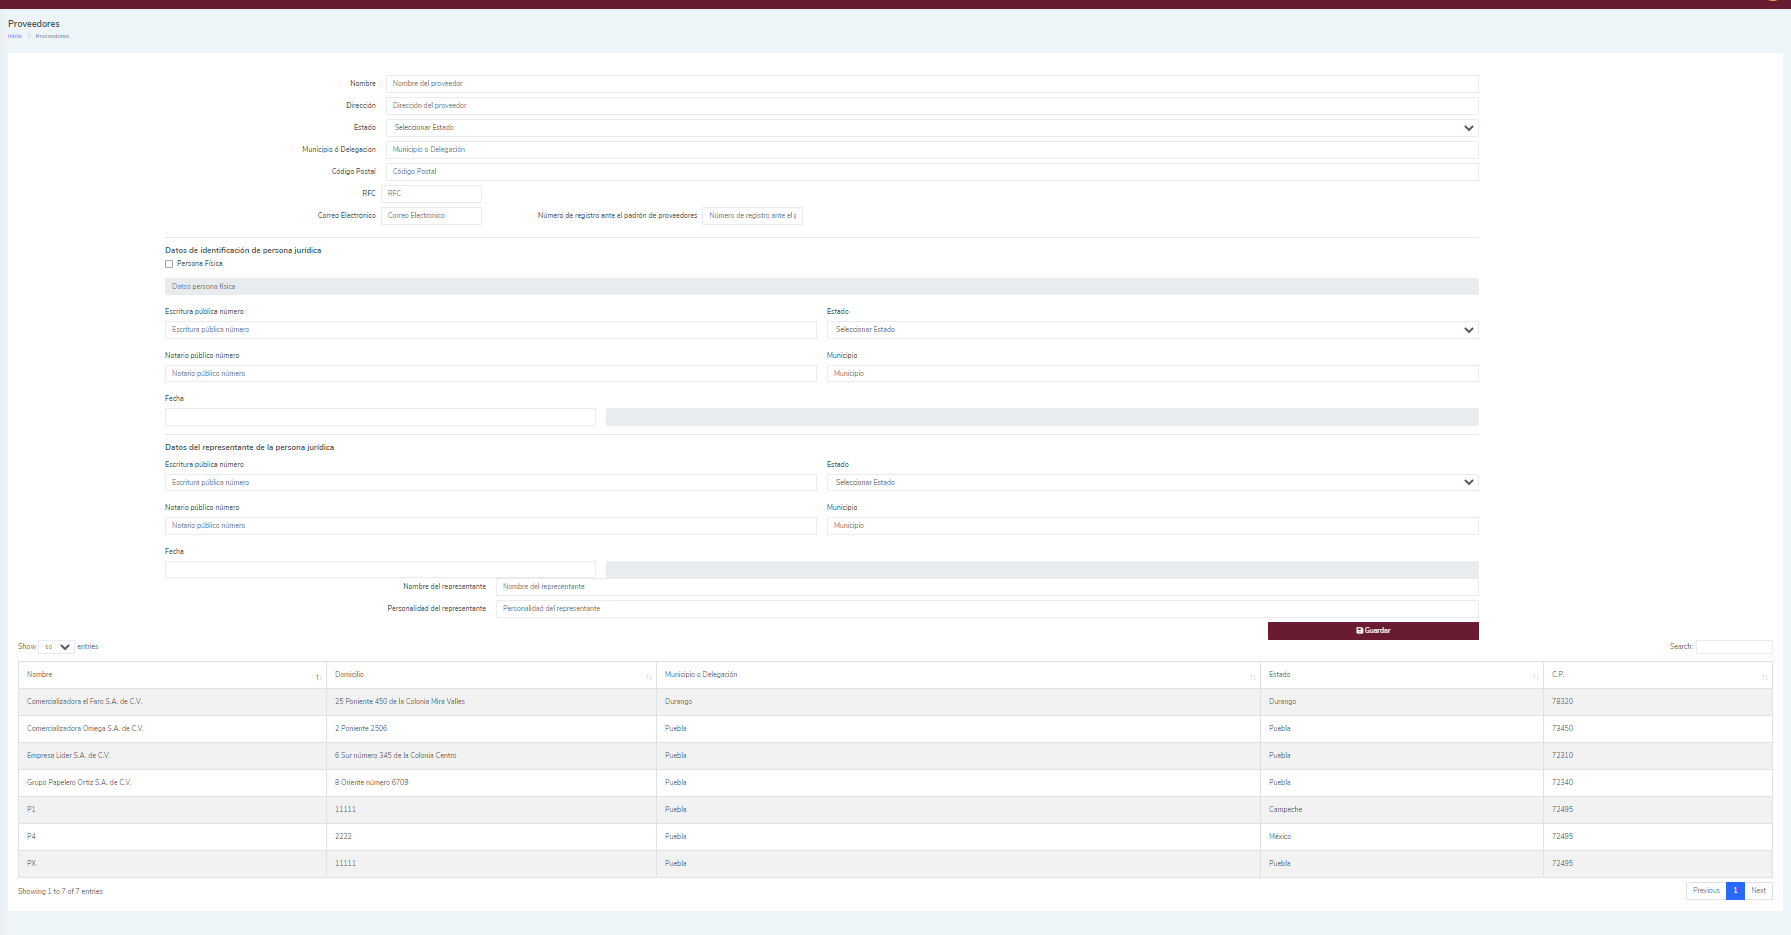 Proveedores
Inicio > Proveedores
Nombre Nombre del proveedor
Dirección Dirección del proveedor
Estado Seleccionar Estado
Municipio ó Delegacion Municipio o Delegación
Código Postal Código Postal
RFC RFC
Correo Electronico Correo Electronico Número de registro ante el padrón de proveedores Número de registro ante el p
Datos de identificación de persona jurídica
Persona Física
Datos persona física
Escritura pública número Estado
Escritura pública número Seleccionar Estado
Notario público número Municipio
Notario público número Municipio
Fecha
Datos del representante de la persona jurídica
Escritura pública número Estado
Escritura pública número Seleccionar Estado
Notario público número Municipio
Notario público número Municipio
Fecha
Nombre del representante Nombre del representante
Personalidad del representante Personalidad del representante
Guardar
Show 10 entries Search:
Nombre Domicilio Municipio o Delegación Estado C.P.
Comercializadora el Faro S.A. de C.V. 25 Poniente 450 de la Colonia Mira Valles Durango Durango 78320
Comercializadora Omega S.A. de C.V. 2 Poniente 2506 Puebla Puebla 73450
Empresa Lider S.A. de C.V. 6 Sur número 345 de la Colonia Centro Puebla Puebla 72310
Grupo Papelero Ortiz S.A. de C.V. 8 Oriente número 6709 Puebla Puebla 72340
P1 11111 Puebla Campeche 72495
P4 2222 Puebla México 72495
PX 11111 Puebla Puebla 72495
Showing 1 to 7 of 7 entries Previous 1 Next